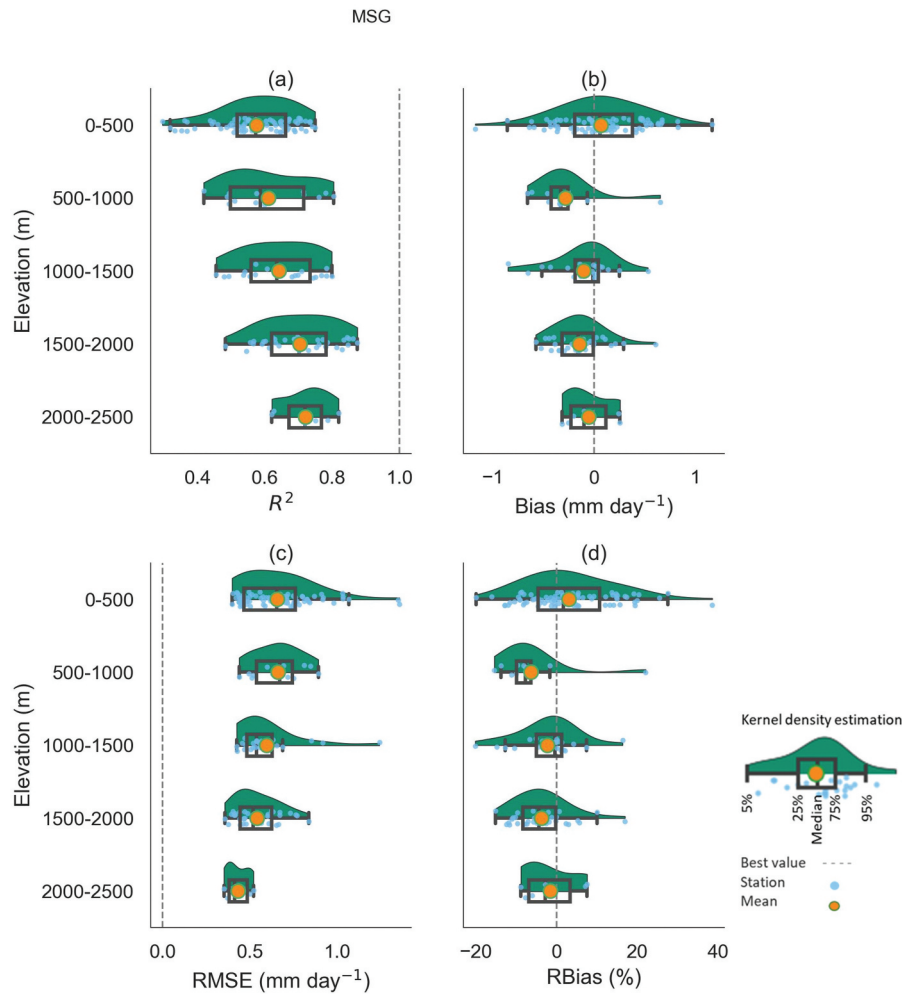 MSG
(a)
(b)
0-500
500-1000
1000-1500
1500-2000
2000-2500
Elevation (m)
0.4 0.6 0.8 1.0
R²
−1 0 1
Bias (mm day⁻¹)
(c)
(d)
0-500
500-1000
1000-1500
1500-2000
2000-2500
Elevation (m)
0.0 0.5 1.0
RMSE (mm day⁻¹)
−20 0 20 40
RBias (%)
Kernel density estimation
5%
25%
Median
75%
95%
Best value
Station
Mean